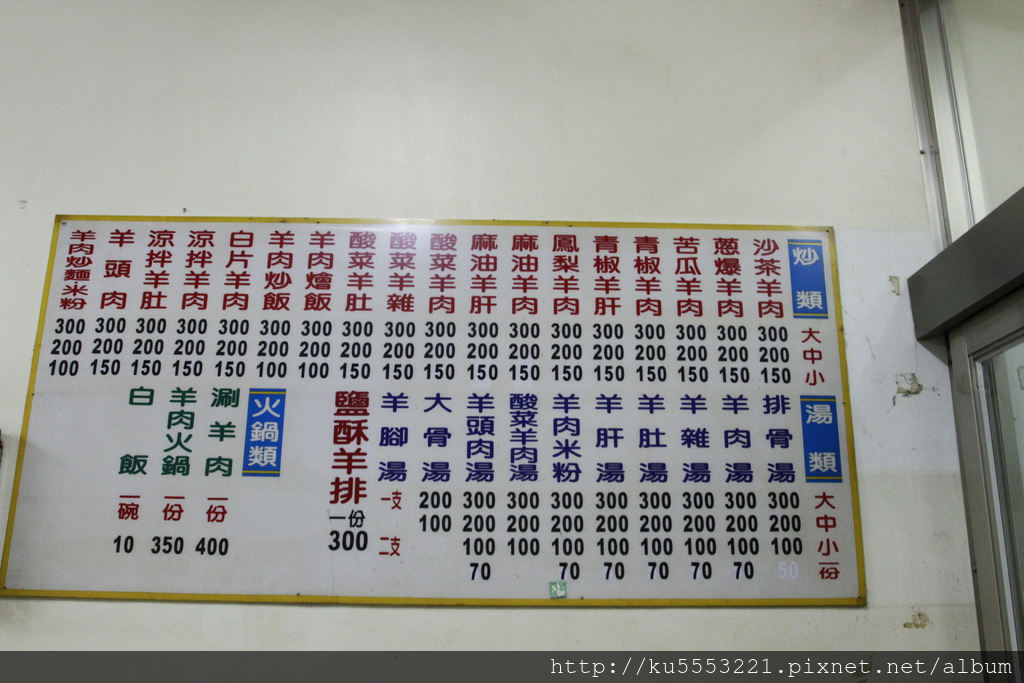 炒類
大 中 小
沙茶羊肉 300 200 150
蔥爆羊肉 300 200 150
苦瓜羊肉 300 200 150
青椒羊肉 300 200 150
青椒羊肝 300 200 150
鳳梨羊肉 300 200 150
麻油羊肉 300 200 150
麻油羊肝 300 200 150
酸菜羊肉 300 200 150
酸菜羊雜 300 200 150
酸菜羊肚 300 200 150
羊肉燴飯 300 200 100
羊肉炒飯 300 200 100
白片羊肉 300 200 150
涼拌羊肉 300 200 150
涼拌羊肚 300 200 150
羊頭肉 300 200 150
羊肉炒麵米粉 300 200 100
湯類
大 中 小 一份
排骨湯 300 200 100 50
羊肉湯 300 200 100 70
羊雜湯 300 200 100 70
羊肚湯 300 200 100 70
羊肝湯 300 200 100 70
羊肉米粉 300 200 100 70
酸菜羊肉湯 300 200 100
羊頭肉湯 300 200 100 70
大骨湯 200 100
羊腳湯 一支 二支
鹽酥羊排 一份 300
火鍋類
涮羊肉 一份 400
羊肉火鍋 一份 350
白飯 一碗 10
http://ku5553221.pixnet.net/album